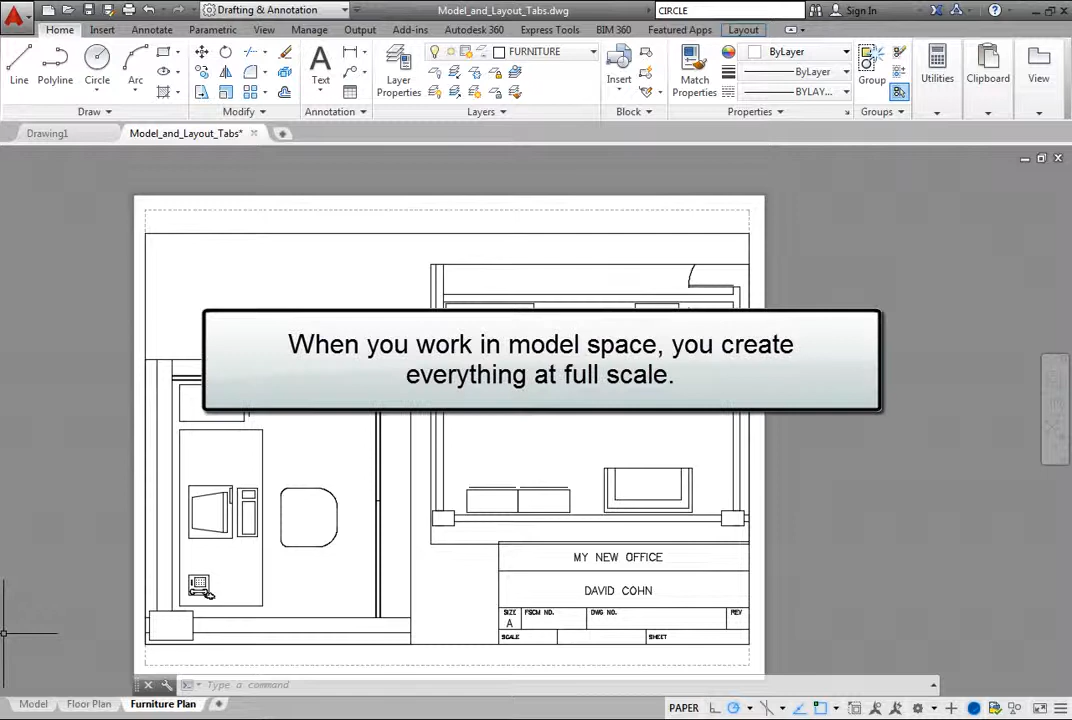 Drafting & Annotation
Model_and_Layout_Tabs.dwg
CIRCLE
Sign In
Home Insert Annotate Parametric View Manage Output Add-ins Autodesk 360 Express Tools BIM 360 Featured Apps Layout
FURNITURE
ByLayer
ByLayer
BYLAY...
Line Polyline Circle Arc
Text
Layer Properties
Insert
Match Properties
Group
Utilities
Clipboard
View
Draw Modify Annotation Layers Block Properties Groups
Drawing1 Model_and_Layout_Tabs*
When you work in model space, you create
everything at full scale.
MY NEW OFFICE
DAVID COHN
SIZE FSCM NO. DWG NO. REV
A
SCALE SHEET
Type a command
Model Floor Plan Furniture Plan
PAPER